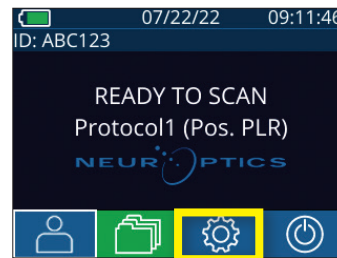 07/22/22 09:11:46
ID: ABC123
READY TO SCAN
Protocol1 (Pos. PLR)
NEUROPTICS